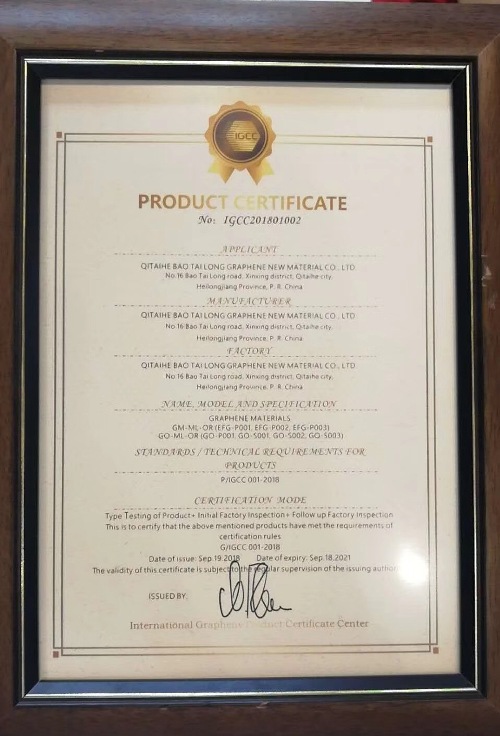 IGCC
PRODUCT CERTIFICATE
No: IGCC201801002
APPLICANT
QITAIHE BAO TAI LONG GRAPHENE NEW MATERIAL CO., LTD
No.16 Bao Tai Long road, Xinxing district, Qitaihe city,
Heilongjiang Province, P. R. China
MANUFACTURER
QITAIHE BAO TAI LONG GRAPHENE NEW MATERIAL CO., LTD
No.16 Bao Tai Long road, Xinxing district, Qitaihe city,
Heilongjiang Province, P. R. China
FACTORY
QITAIHE BAO TAI LONG GRAPHENE NEW MATERIAL CO., LTD
No.16 Bao Tai Long road, Xinxing district, Qitaihe city,
Heilongjiang Province, P. R. China
NAME, MODEL AND SPECIFICATION
GRAPHENE MATERIALS
GM-ML-OR (EFG-P001, EFG-P002, EFG-P003)
GO-ML-OR (GO-P001, GO-S001, GO-S002, GO-S003)
STANDARDS / TECHNICAL REQUIREMENTS FOR
PRODUCTS
P/IGCC 001-2018
CERTIFICATION MODE
Type Testing of Product+ Initial Factory Inspection+ Follow up Factory Inspection
This is to certify that the above mentioned products have met the requirements of
certification rules
G/IGCC 001-2018
Date of issue: Sep.19.2018 Date of expiry: Sep.18.2021
The validity of this certificate is subject to the regular supervision of the issuing
ISSUED BY:
International Graphene Product Certificate Center